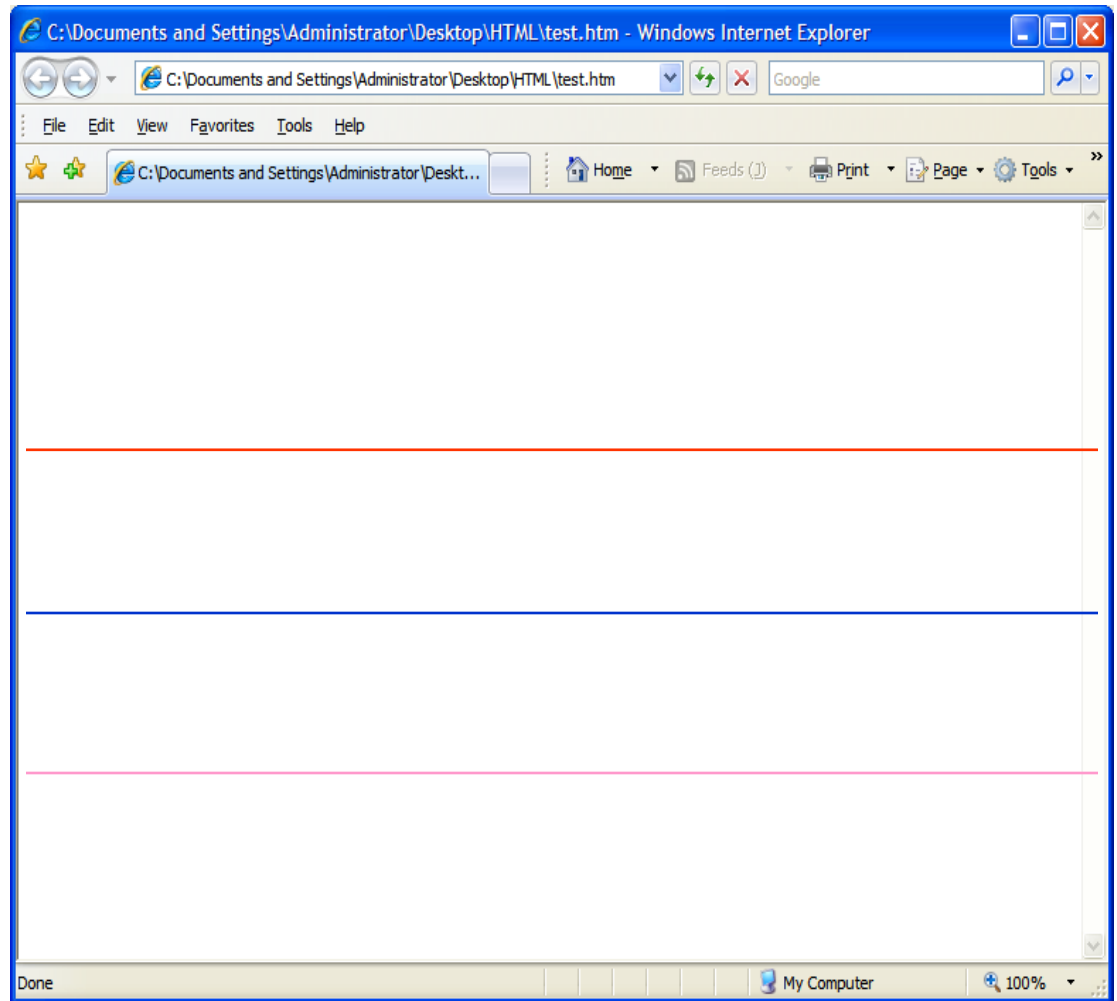 C:\Documents and Settings\Administrator\Desktop\HTML\test.htm - Windows Internet Explorer
C:\Documents and Settings\Administrator\Desktop\HTML\test.htm Google
File Edit View Favorites Tools Help
C:\Documents and Settings\Administrator\Deskt... Home Feeds (J) Print Page Tools »
Done My Computer 100%